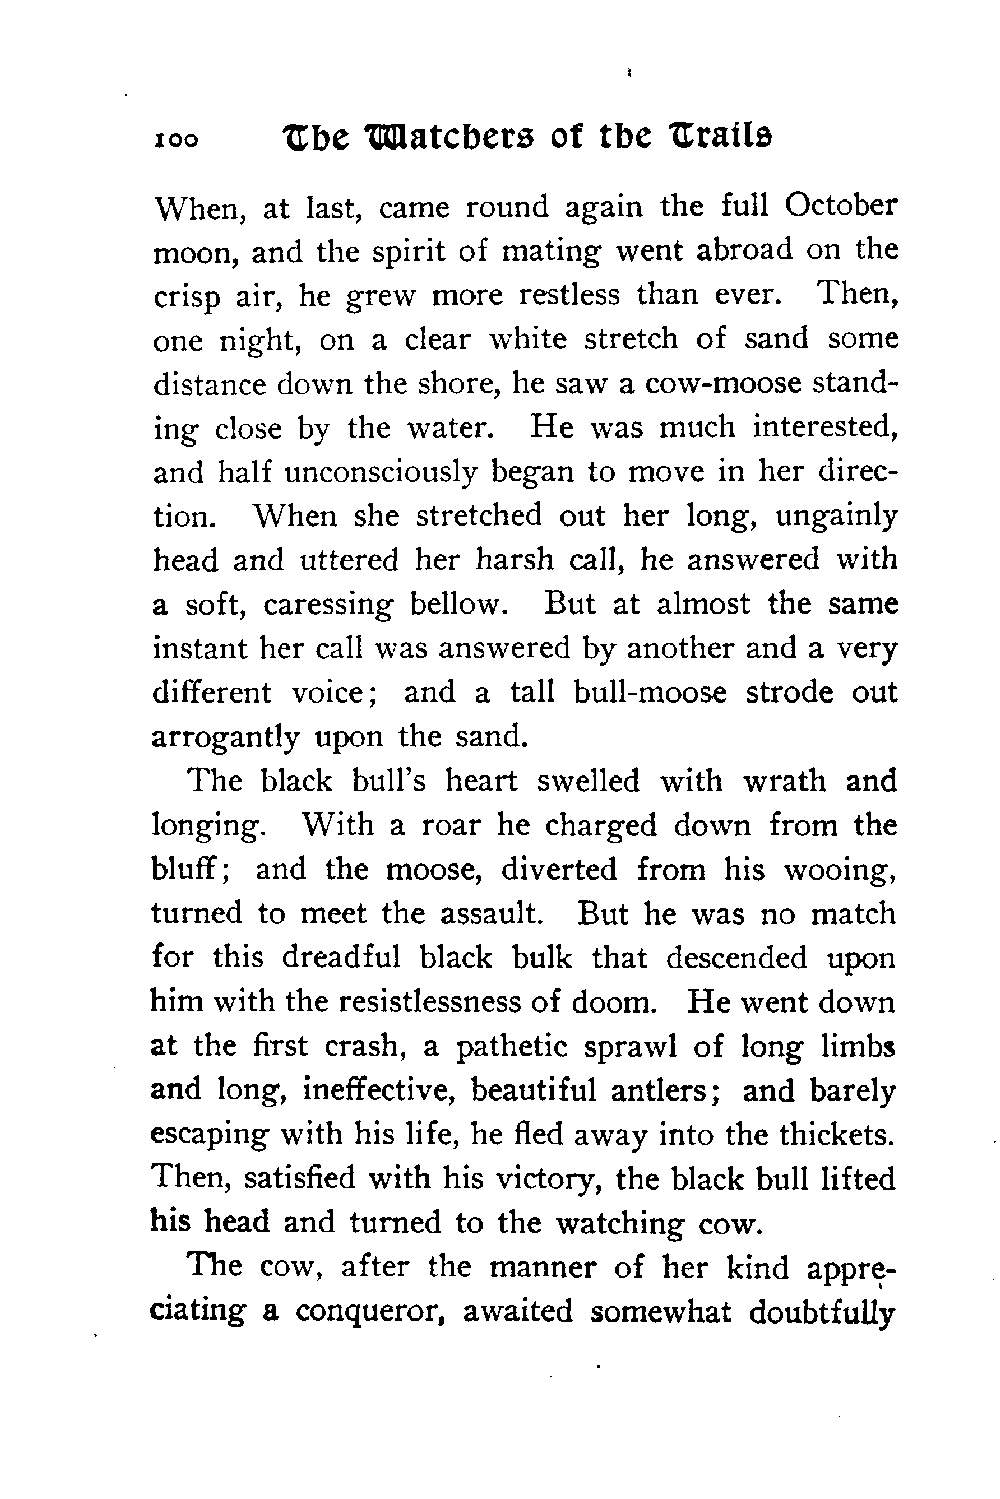 100 The Watchers of the Trails
When, at last, came round again the full October
moon, and the spirit of mating went abroad on the
crisp air, he grew more restless than ever. Then,
one night, on a clear white stretch of sand some
distance down the shore, he saw a cow-moose stand-
ing close by the water. He was much interested,
and half unconsciously began to move in her direc-
tion. When she stretched out her long, ungainly
head and uttered her harsh call, he answered with
a soft, caressing bellow. But at almost the same
instant her call was answered by another and a very
different voice; and a tall bull-moose strode out
arrogantly upon the sand.
The black bull's heart swelled with wrath and
longing. With a roar he charged down from the
bluff; and the moose, diverted from his wooing,
turned to meet the assault. But he was no match
for this dreadful black bulk that descended upon
him with the resistlessness of doom. He went down
at the first crash, a pathetic sprawl of long limbs
and long, ineffective, beautiful antlers; and barely
escaping with his life, he fled away into the thickets.
Then, satisfied with his victory, the black bull lifted
his head and turned to the watching cow.
The cow, after the manner of her kind appre-
ciating a conqueror, awaited somewhat doubtfully